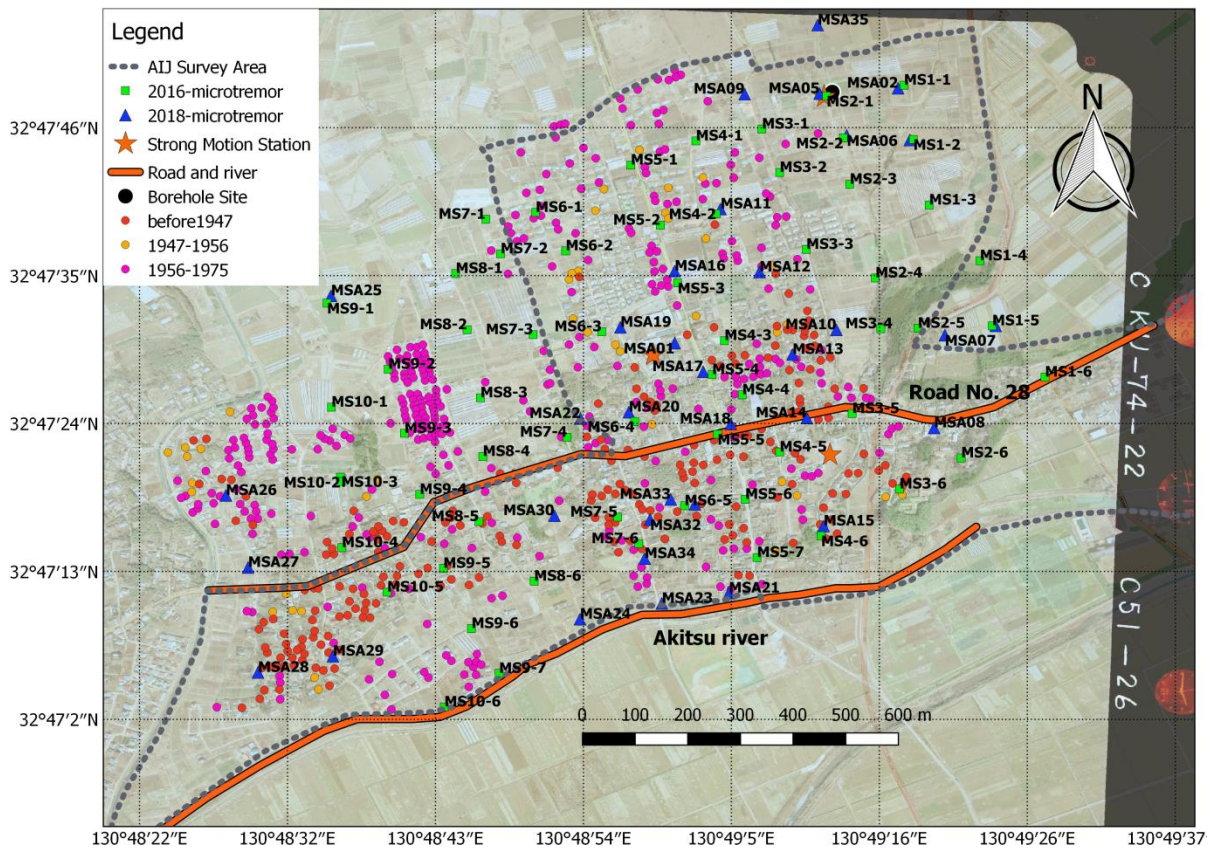 Legend
AIJ Survey Area
2016-microtremor
2018-microtremor
Strong Motion Station
Road and river
Borehole Site
before1947
1947-1956
1956-1975
N
MSA35
MSA09
MSA05
MSA02
MS1-1
MS2-1
MS4-1
MS3-1
MS2-2
MSA06
MS1-2
MS5-1
MS3-2
MS2-3
MS1-3
MS7-1
MS6-1
MS5-2
MS4-2
MSA11
MS7-2
MS6-2
MS3-3
MS1-4
MS8-1
MSA16
MSA12
MS2-4
MS5-3
MSA25
MS9-1
MS8-2
MS7-3
MS6-3
MSA19
MSA01
MS4-3
MSA10
MS3-4
MS2-5
MS1-5
MSA07
MSA13
MS9-2
MSA17
MS5-4
MS1-6
MS4-4
MS8-3
Road No. 28
MS10-1
MSA22
MSA20
MS7-4
MS6-4
MSA18
MSA14
MS3-5
MSA08
MS9-3
MS5-5
MS8-4
MS4-5
MS2-6
MS10-2
MS10-3
MSA26
MS9-4
MSA33
MS6-5
MS5-6
MS3-6
MS8-5
MSA30
MS7-5
MSA32
MSA15
MS10-4
MS7-6
MS4-6
MSA27
MS9-5
MSA34
MS5-7
MS8-6
MS10-5
MSA24
MSA23
MSA21
MS9-6
Akitsu river
MSA28
MSA29
MS9-7
MS10-6
C KU-74-22
C51-26
0 100 200 300 400 500 600 m
32°47′46″N
32°47′35″N
32°47′24″N
32°47′13″N
32°47′2″N
130°48′22″E 130°48′32″E 130°48′43″E 130°48′54″E 130°49′5″E 130°49′16″E 130°49′26″E 130°49′37″E